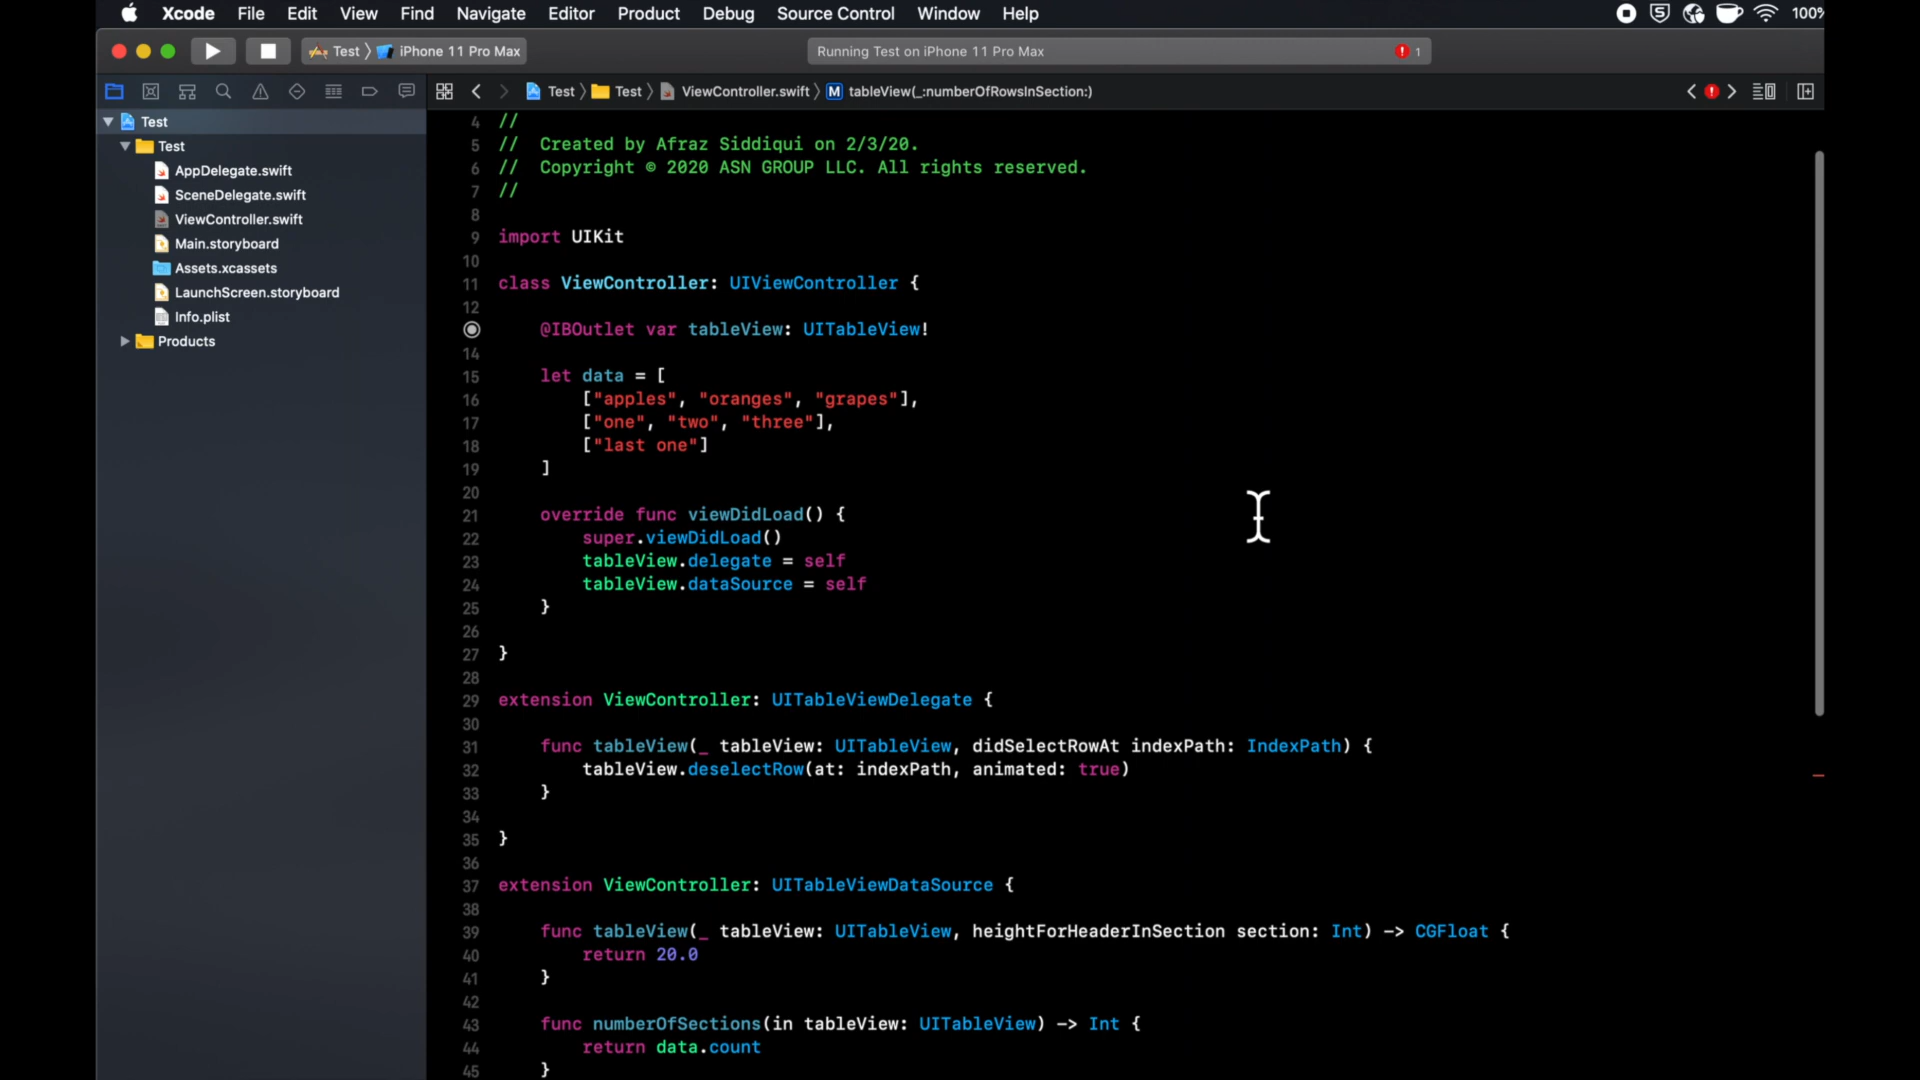 Xcode File Edit View Find Navigate Editor Product Debug Source Control Window Help 100%
Test iPhone 11 Pro Max Running Test on iPhone 11 Pro Max 1
Test Test ViewController.swift M tableView(_:numberOfRowsInSection:)
Test
Test
AppDelegate.swift
SceneDelegate.swift
ViewController.swift
Main.storyboard
Assets.xcassets
LaunchScreen.storyboard
Info.plist
Products
4 //
5 // Created by Afraz Siddiqui on 2/3/20.
6 // Copyright © 2020 ASN GROUP LLC. All rights reserved.
7 //
8
9 import UIKit
10
11 class ViewController: UIViewController {
12
@IBOutlet var tableView: UITableView!
14
15 let data = [
16 ["apples", "oranges", "grapes"],
17 ["one", "two", "three"],
18 ["last one"]
19 ]
20
21 override func viewDidLoad() {
22 super.viewDidLoad()
23 tableView.delegate = self
24 tableView.dataSource = self
25 }
26
27 }
28
29 extension ViewController: UITableViewDelegate {
30
31 func tableView(_ tableView: UITableView, didSelectRowAt indexPath: IndexPath) {
32 tableView.deselectRow(at: indexPath, animated: true)
33 }
34
35 }
36
37 extension ViewController: UITableViewDataSource {
38
39 func tableView(_ tableView: UITableView, heightForHeaderInSection section: Int) -> CGFloat {
40 return 20.0
41 }
42
43 func numberOfSections(in tableView: UITableView) -> Int {
44 return data.count
45 }